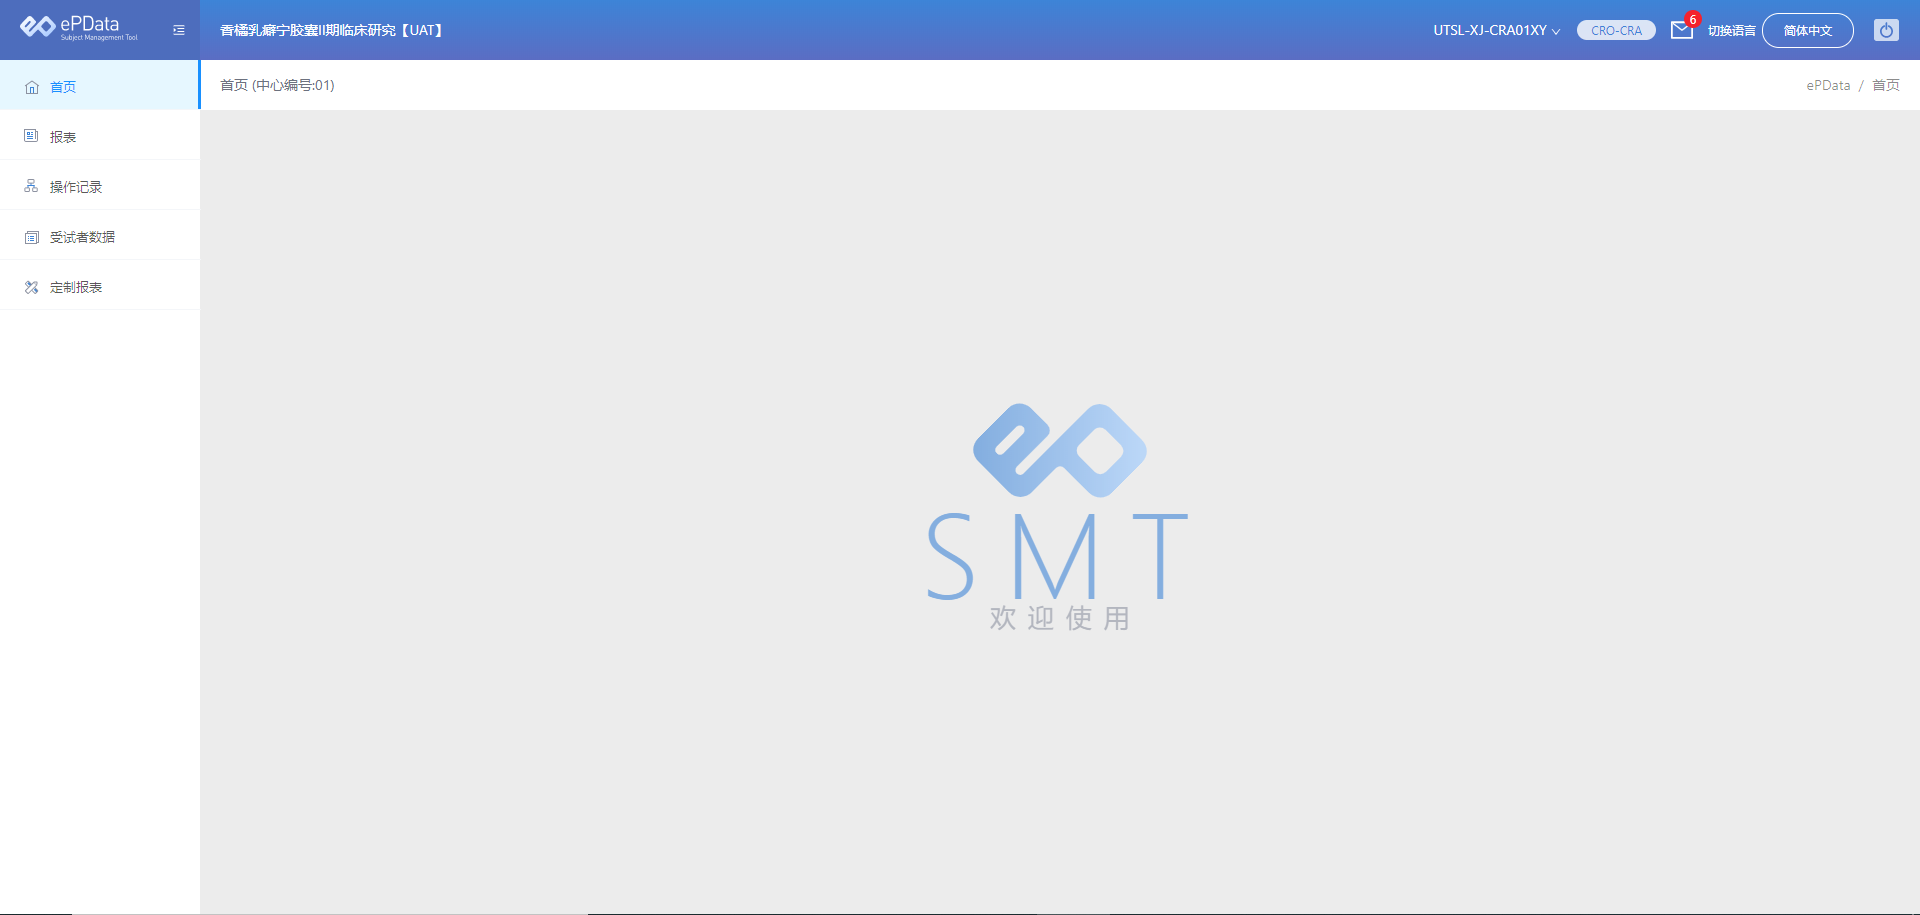 ePData
Subject Management Tool
香橘乳癖宁胶囊II期临床研究【UAT】
UTSL-XJ-CRA01XY
CRO-CRA
6
切换语言
简体中文
首页
报表
操作记录
受试者数据
定制报表
首页 (中心编号:01)
ePData / 首页
SMT
欢迎使用